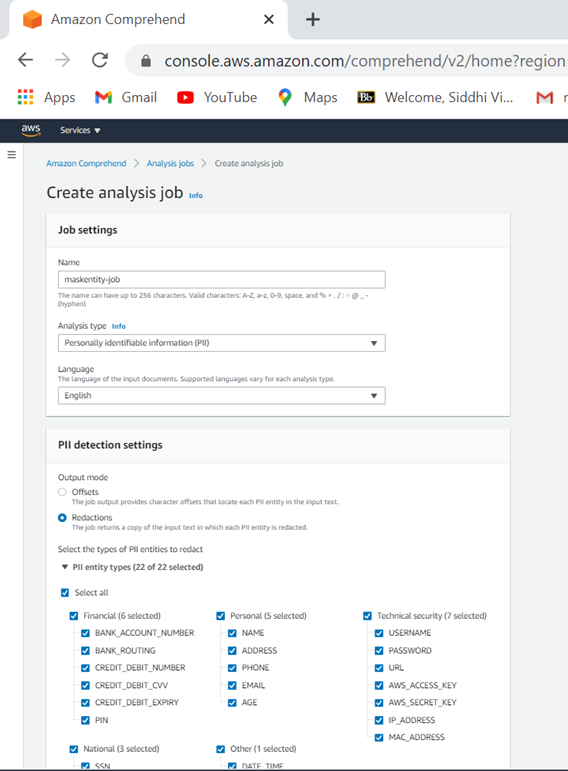 Amazon Comprehend
console.aws.amazon.com/comprehend/v2/home?region
Apps Gmail YouTube Maps Bb Welcome, Siddhi Vi...
aws Services
Amazon Comprehend > Analysis jobs > Create analysis job
Create analysis job Info
Job settings
Name
maskentity-job
The name can have up to 256 characters. Valid characters: A-Z, a-z, 0-9, space, and % + . / : = @ _ -
(hyphen)
Analysis type Info
Personally identifiable information (PII)
Language
The language of the input documents. Supported languages vary for each analysis type.
English
PII detection settings
Output mode
Offsets
The job output provides character offsets that locate each PII entity in the input text.
Redactions
The job returns a copy of the input text in which each PII entity is redacted.
Select the types of PII entities to redact
PII entity types (22 of 22 selected)
Select all
Financial (6 selected)
BANK_ACCOUNT_NUMBER
BANK_ROUTING
CREDIT_DEBIT_NUMBER
CREDIT_DEBIT_CVV
CREDIT_DEBIT_EXPIRY
PIN
Personal (5 selected)
NAME
ADDRESS
PHONE
EMAIL
AGE
Technical security (7 selected)
USERNAME
PASSWORD
URL
AWS_ACCESS_KEY
AWS_SECRET_KEY
IP_ADDRESS
MAC_ADDRESS
National (3 selected)
SSN
Other (1 selected)
DATE_TIME